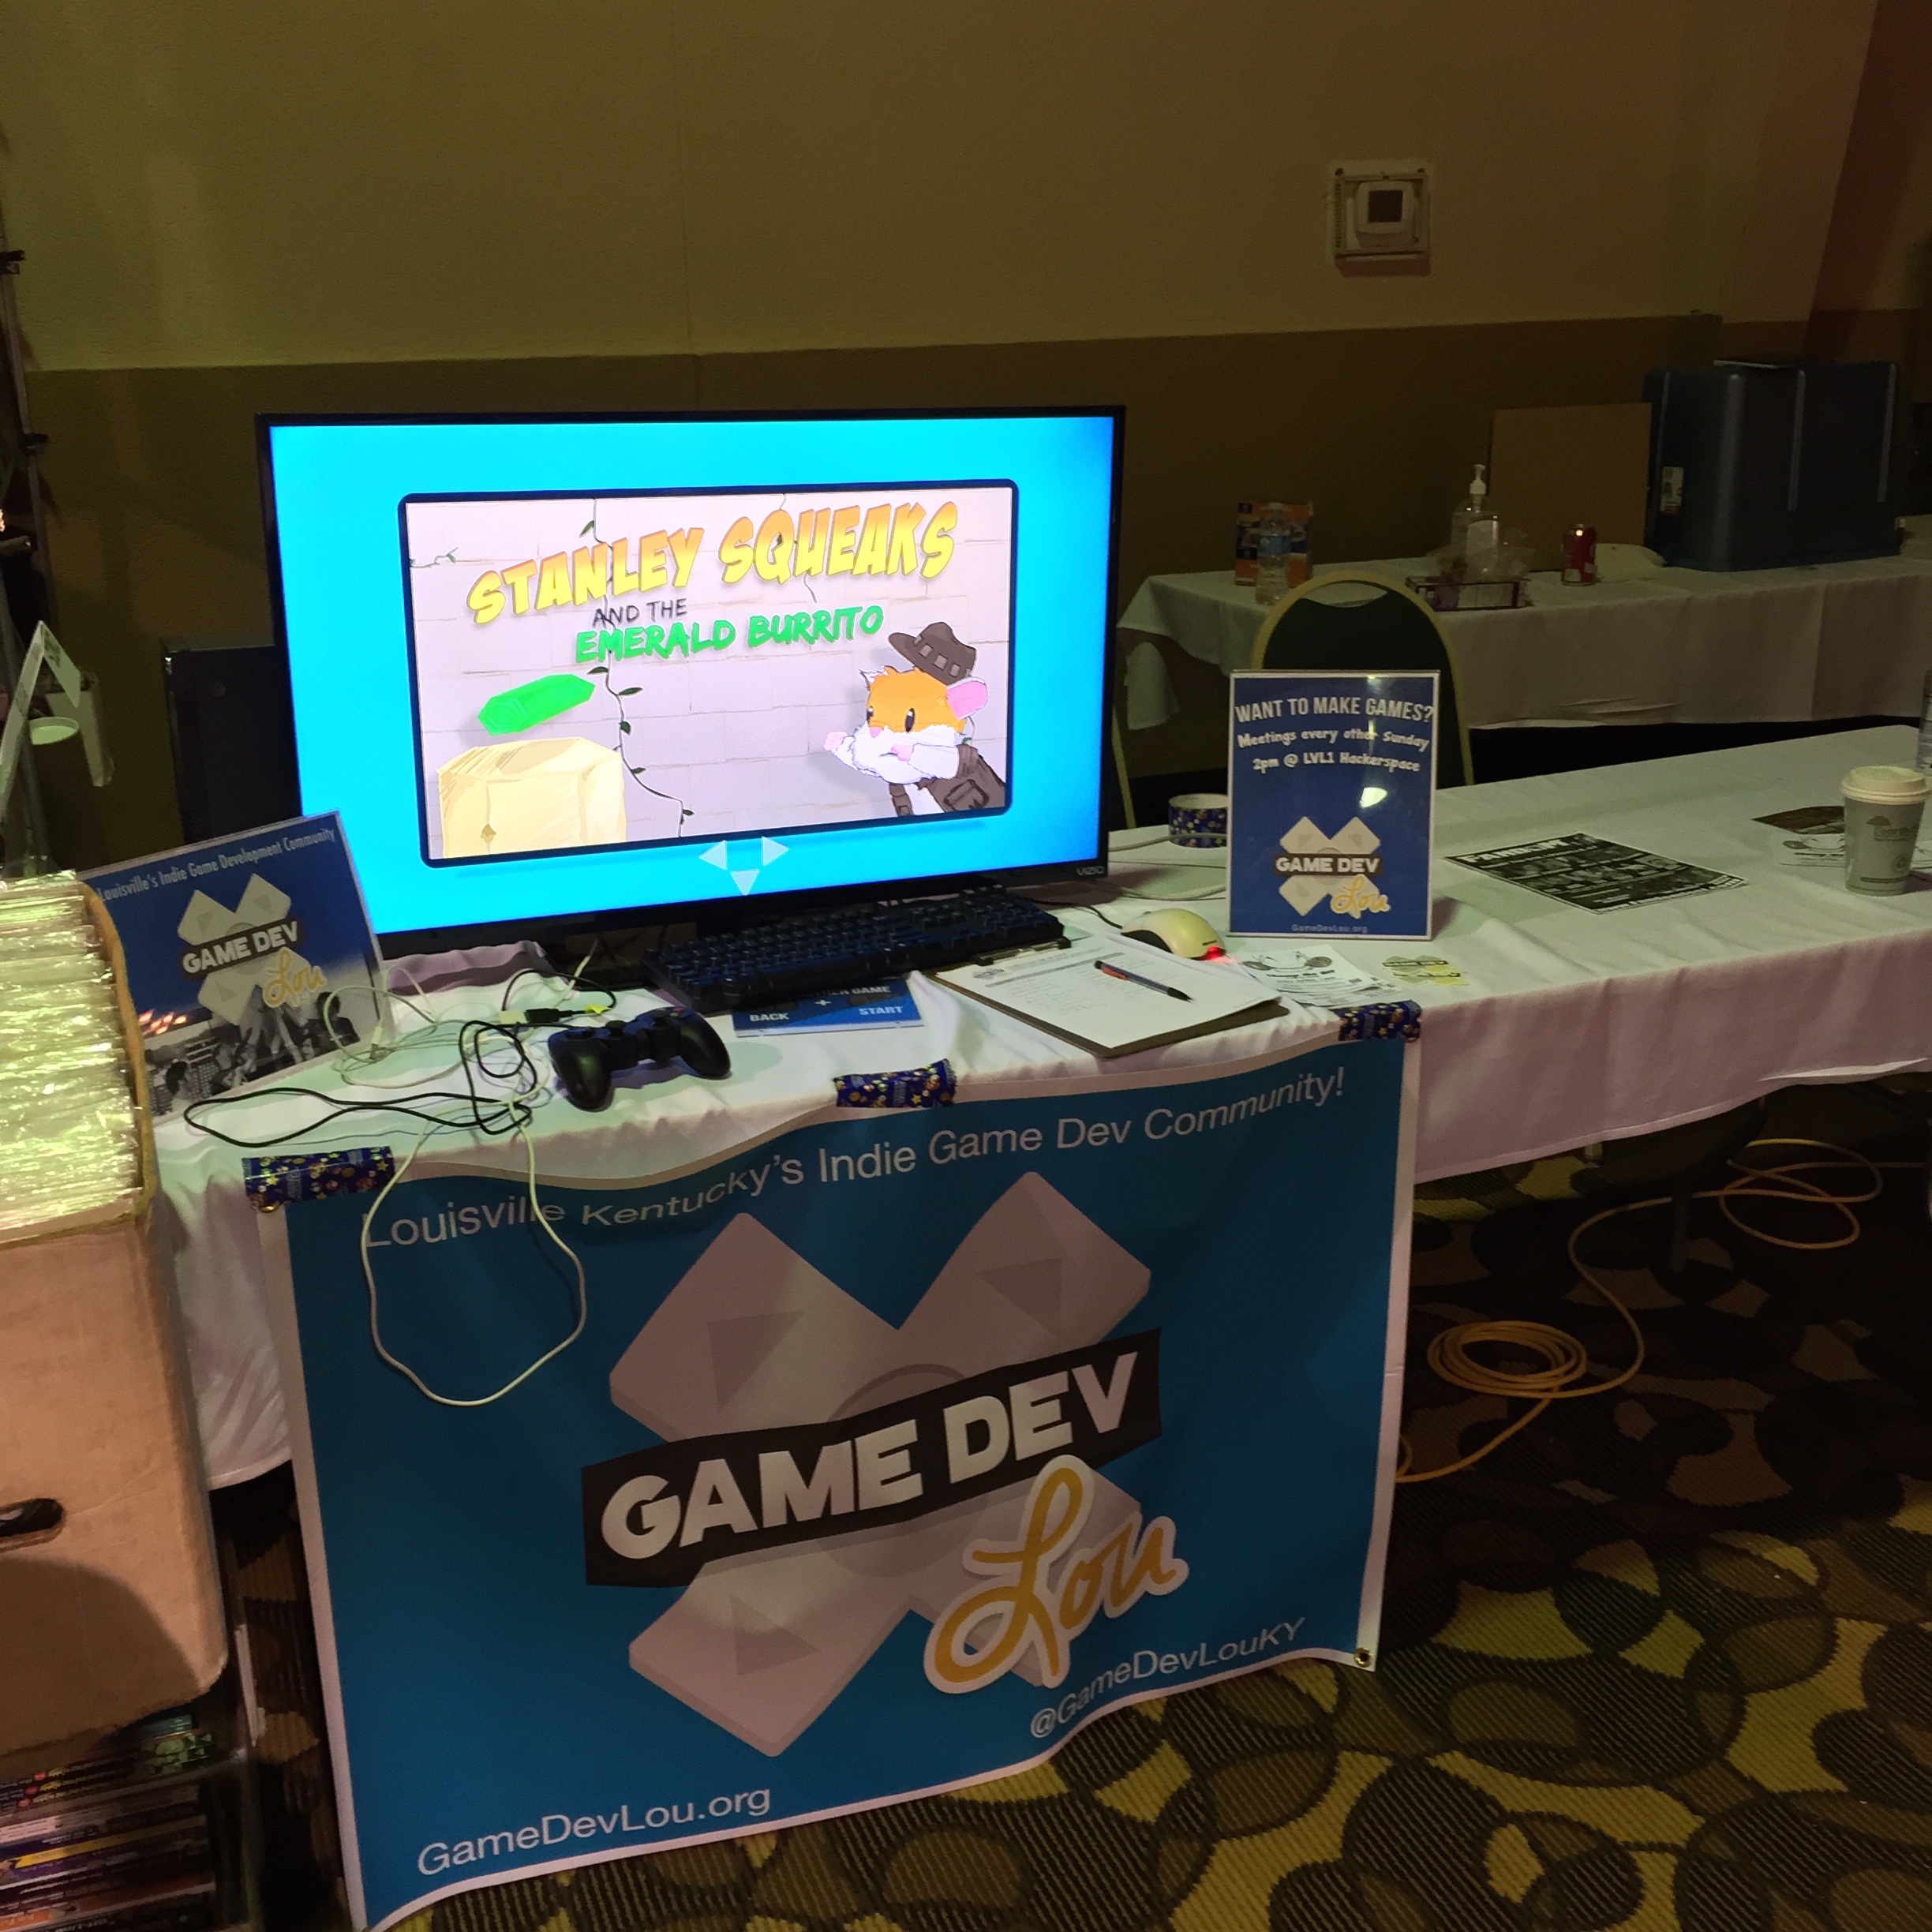 STANLEY SQUEAKS
AND THE
EMERALD BURRITO
VIZIO
WANT TO MAKE GAMES?
Meetings every other Sunday
2pm @ LVL1 Hackerspace
GAME DEV
Lou
GameDevLou.org
Louisville's Indie Game Development Community
GAME DEV
Lou
GAME
BACK + START
Louisville Kentucky's Indie Game Dev Community!
GAME DEV
Lou
@GameDevLouKY
GameDevLou.org